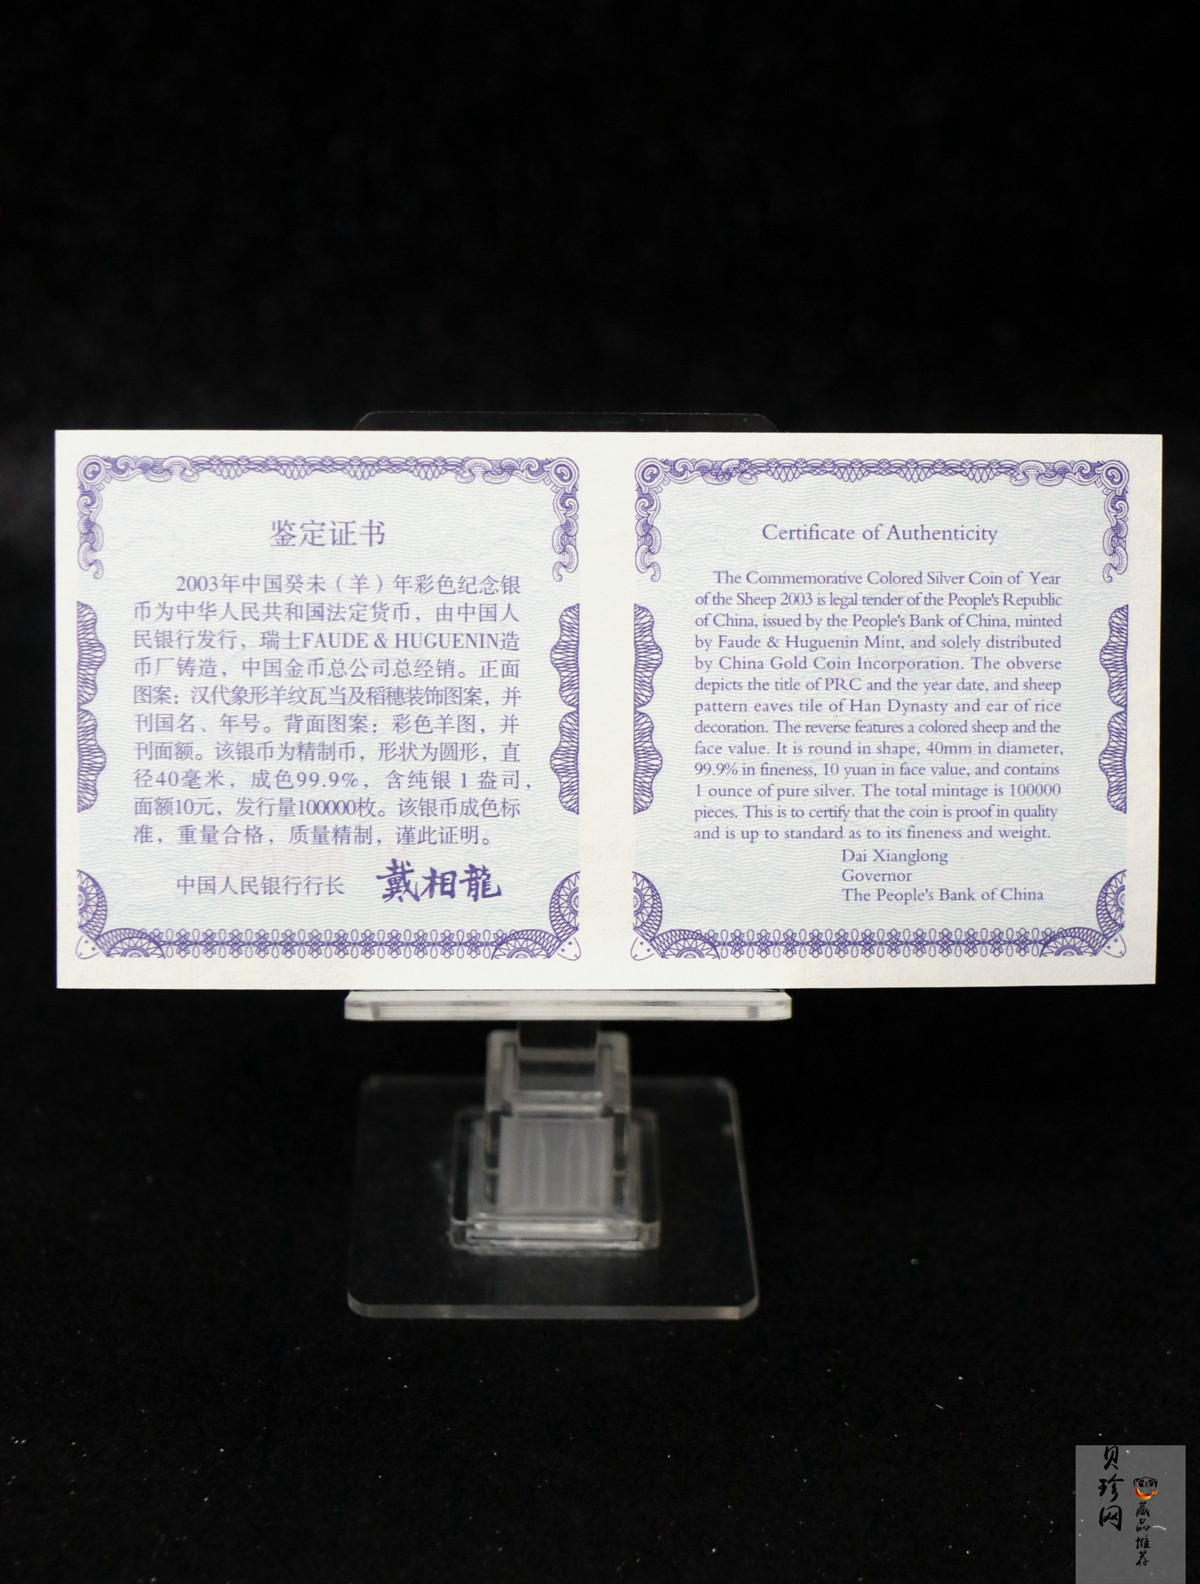 鉴定证书
2003年中国癸未（羊）年彩色纪念银
币为中华人民共和国法定货币，由中国人
民银行发行，瑞士FAUDE & HUGUENIN造
币厂铸造，中国金币总公司总经销。正面
图案：汉代象形羊纹瓦当及稻穗装饰图案，并
刊国名、年号。背面图案：彩色羊图，并
刊面额。该银币为精制币，形状为圆形，直
径40毫米，成色99.9%，含纯银1盎司，
面额10元，发行量100000枚。该银币成色标
准，重量合格，质量精制，谨此证明。
中国人民银行行长 戴相龍
Certificate of Authenticity
The Commemorative Colored Silver Coin of Year
of the Sheep 2003 is legal tender of the People's Republic
of China, issued by the People's Bank of China, minted
by Faude & Huguenin Mint, and solely distributed
by China Gold Coin Incorporation. The obverse
depicts the title of PRC and the year date, and sheep
pattern eaves tile of Han Dynasty and ear of rice
decoration. The reverse features a colored sheep and the
face value. It is round in shape, 40mm in diameter,
99.9% in fineness, 10 yuan in face value, and contains
1 ounce of pure silver. The total mintage is 100000
pieces. This is to certify that the coin is proof in quality
and is up to standard as to its fineness and weight.
Dai Xianglong
Governor
The People's Bank of China
贝珍网
藏品推荐